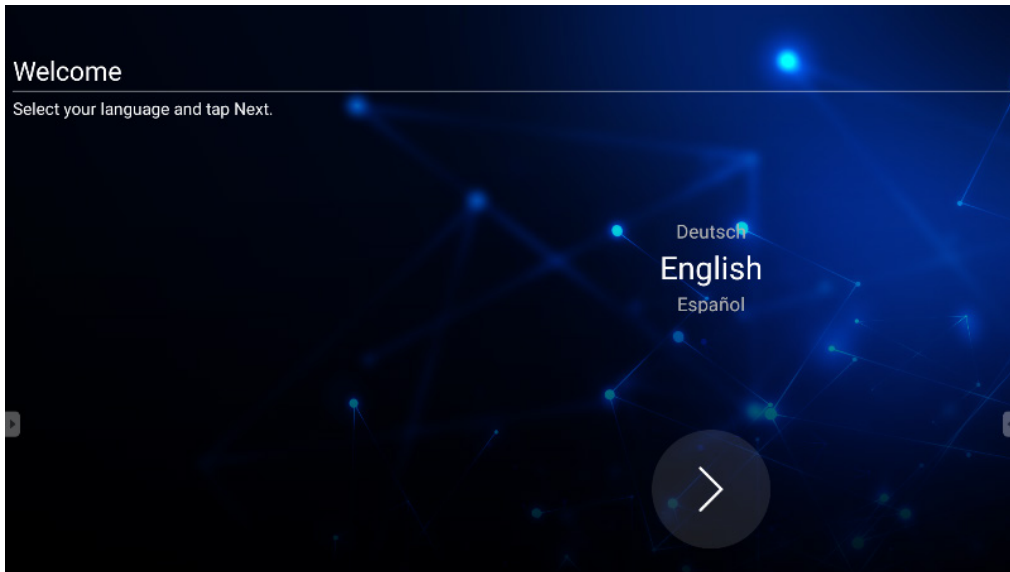 Welcome
Select your language and tap Next.
Deutsch
English
Español